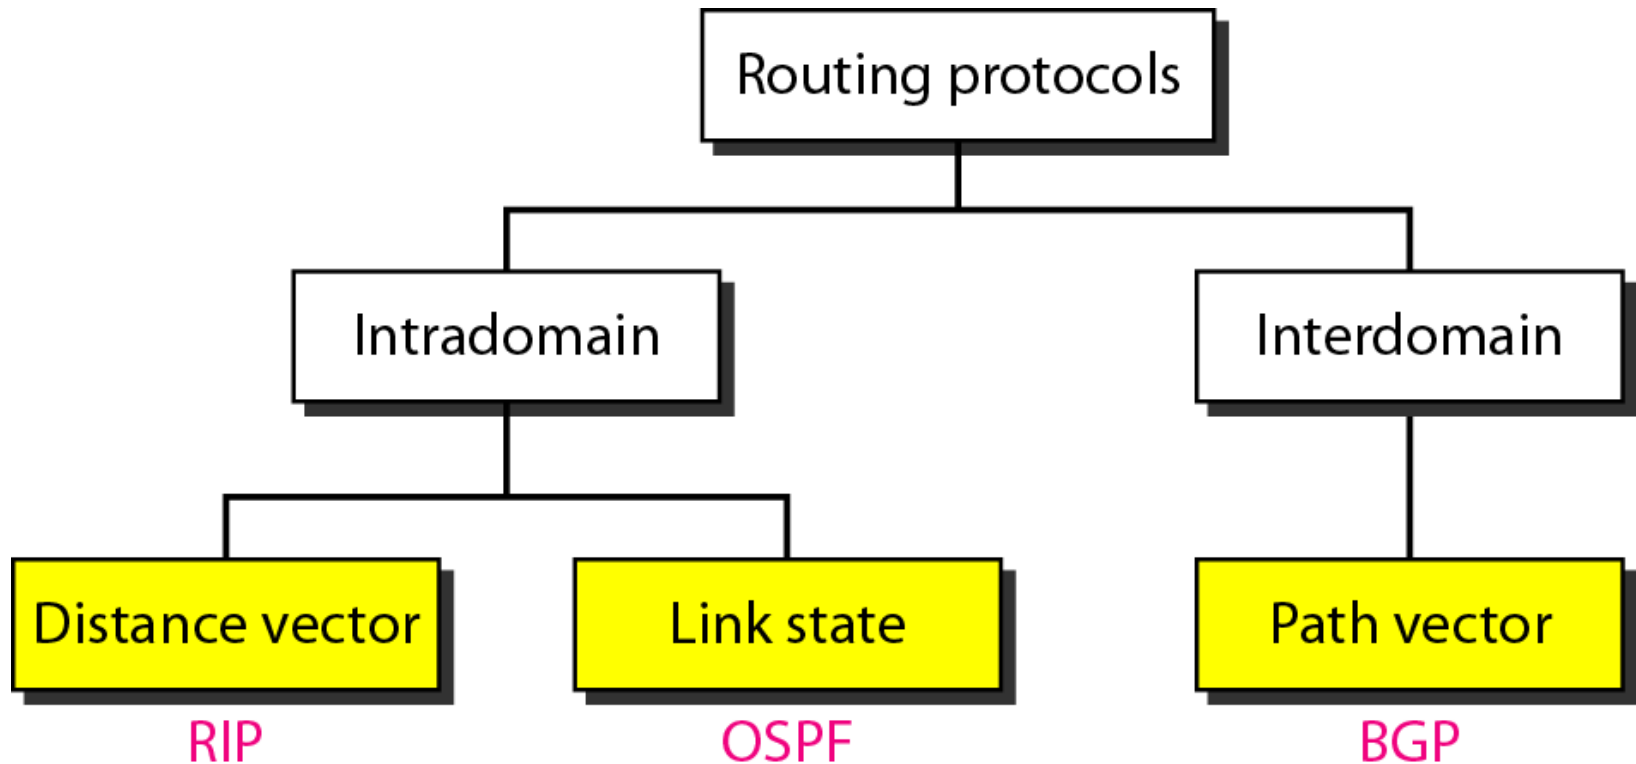 Routing protocols
Intradomain
Interdomain
Distance vector
Link state
Path vector
RIP
OSPF
BGP